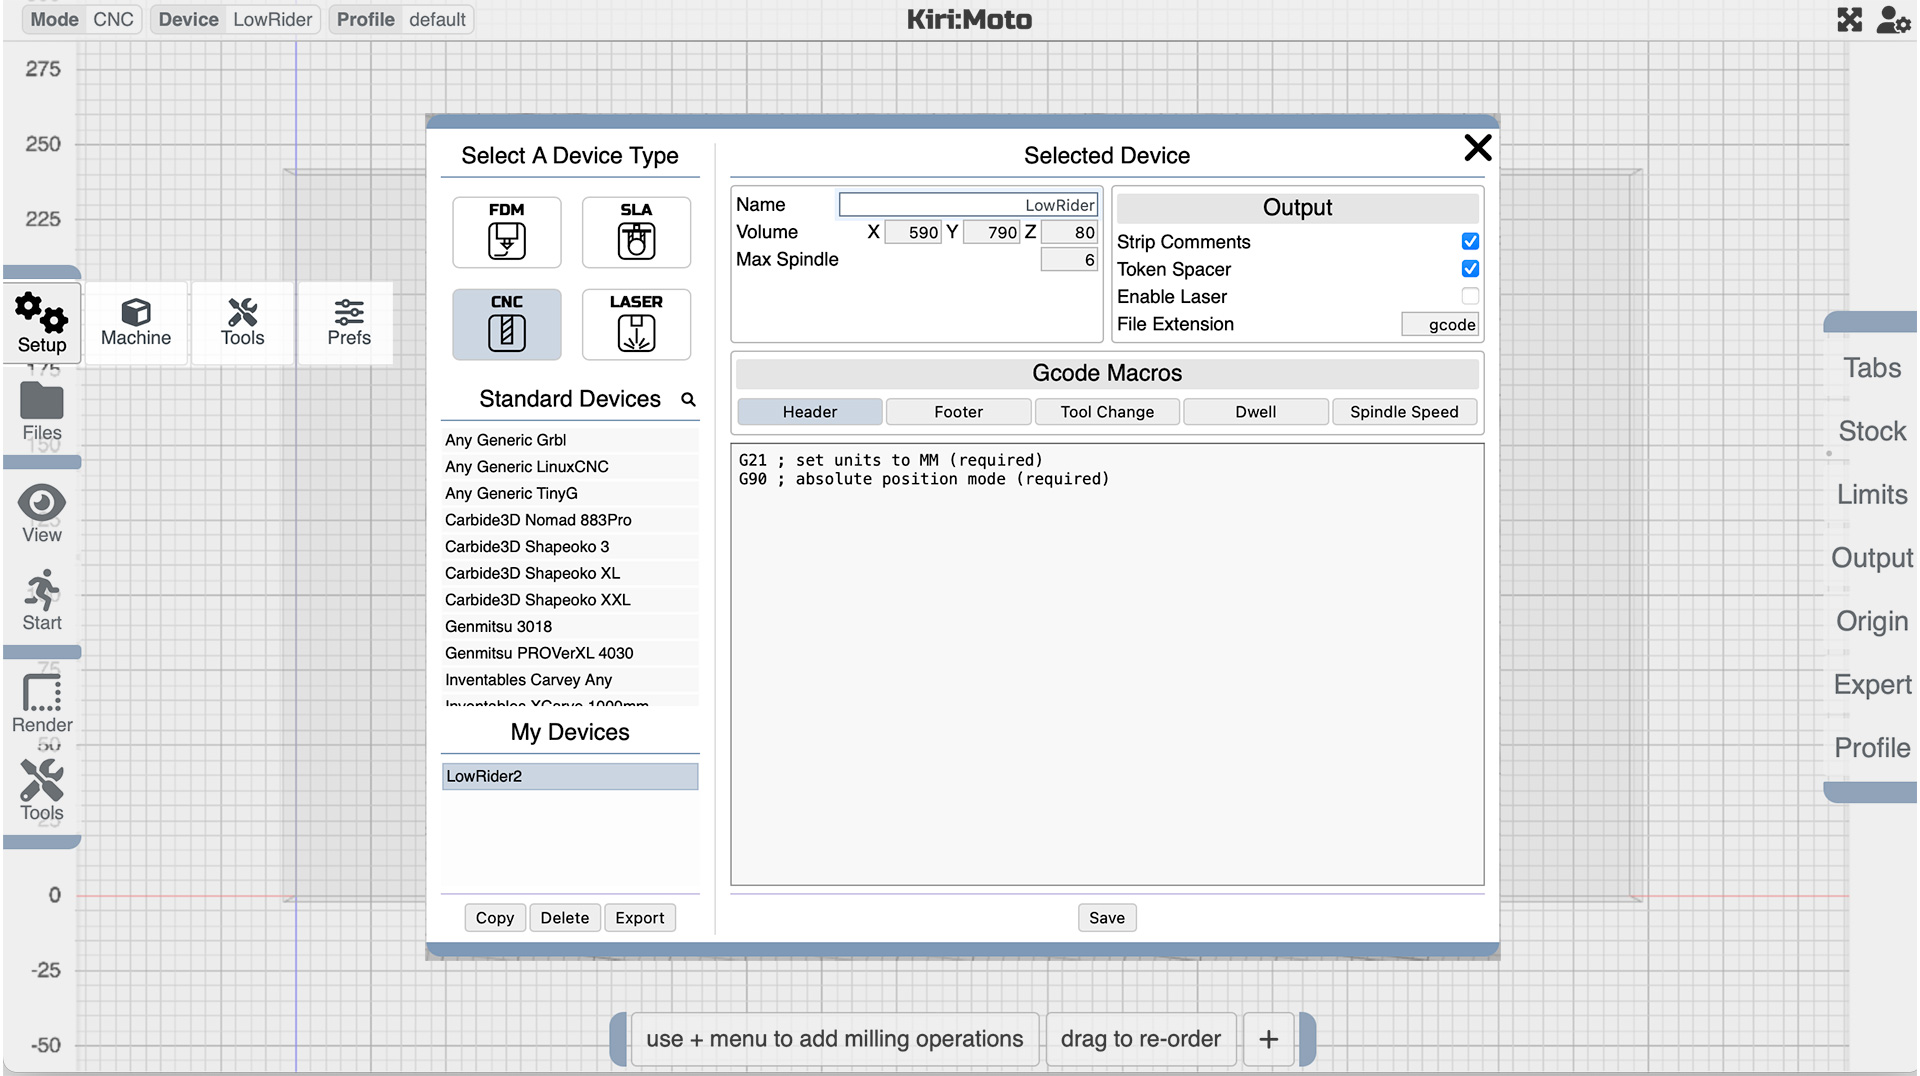 Mode CNC Device LowRider Profile default
Kiri:Moto
275
250
225
175
150
125
100
75
50
25
0
-25
-50
Setup
Machine
Tools
Prefs
Files
View
Start
Render
Tools
Select A Device Type
FDM
SLA
CNC
LASER
Standard Devices
Any Generic Grbl
Any Generic LinuxCNC
Any Generic TinyG
Carbide3D Nomad 883Pro
Carbide3D Shapeoko 3
Carbide3D Shapeoko XL
Carbide3D Shapeoko XXL
Genmitsu 3018
Genmitsu PROVerXL 4030
Inventables Carvey Any
Inventables XCarve 1000mm
My Devices
LowRider2
Copy Delete Export
Selected Device
Name LowRider
Volume X 590 Y 790 Z 80
Max Spindle 6
Output
Strip Comments
Token Spacer
Enable Laser
File Extension gcode
Gcode Macros
Header Footer Tool Change Dwell Spindle Speed
G21 ; set units to MM (required)
G90 ; absolute position mode (required)
Save
Tabs
Stock
Limits
Output
Origin
Expert
Profile
use + menu to add milling operations drag to re-order +